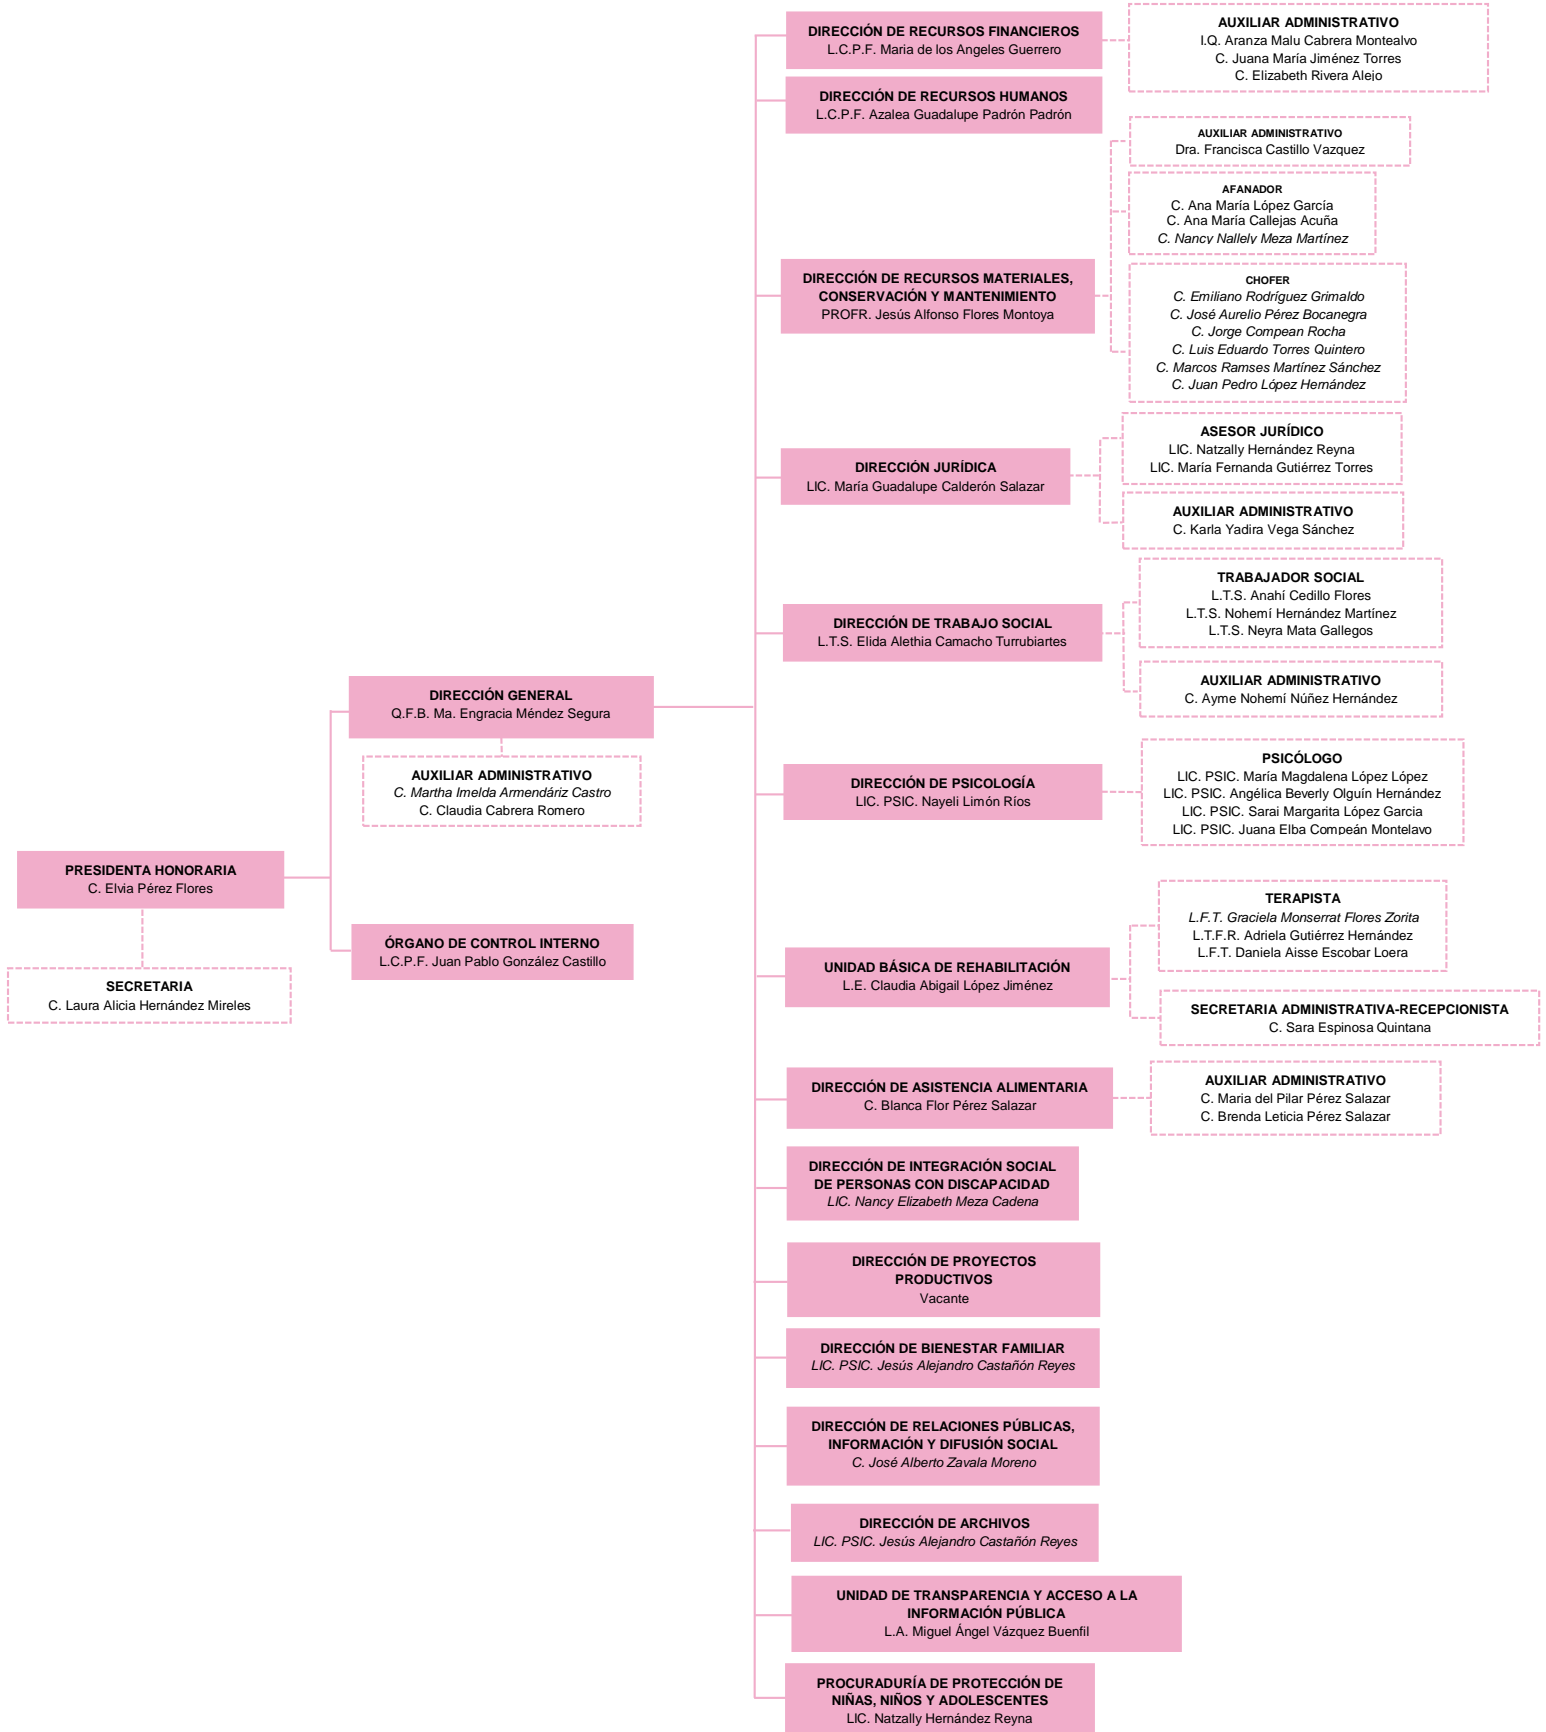 DIRECCIÓN DE RECURSOS FINANCIEROS
L.C.P.F. Maria de los Angeles Guerrero
AUXILIAR ADMINISTRATIVO
I.Q. Aranza Malu Cabrera Montealvo
C. Juana María Jiménez Torres
C. Elizabeth Rivera Alejo
DIRECCIÓN DE RECURSOS HUMANOS
L.C.P.F. Azalea Guadalupe Padrón Padrón
AUXILIAR ADMINISTRATIVO
Dra. Francisca Castillo Vazquez
AFANADOR
C. Ana María López García
C. Ana María Callejas Acuña
C. Nancy Nallely Meza Martínez
DIRECCIÓN DE RECURSOS MATERIALES,
CONSERVACIÓN Y MANTENIMIENTO
PROFR. Jesús Alfonso Flores Montoya
CHOFER
C. Emiliano Rodríguez Grimaldo
C. José Aurelio Pérez Bocanegra
C. Jorge Compean Rocha
C. Luis Eduardo Torres Quintero
C. Marcos Ramses Martínez Sánchez
C. Juan Pedro López Hernández
DIRECCIÓN JURÍDICA
LIC. María Guadalupe Calderón Salazar
ASESOR JURÍDICO
LIC. Natzally Hernández Reyna
LIC. María Fernanda Gutiérrez Torres
AUXILIAR ADMINISTRATIVO
C. Karla Yadira Vega Sánchez
DIRECCIÓN DE TRABAJO SOCIAL
L.T.S. Elida Alethia Camacho Turrubiartes
TRABAJADOR SOCIAL
L.T.S. Anahí Cedillo Flores
L.T.S. Nohemí Hernández Martínez
L.T.S. Neyra Mata Gallegos
AUXILIAR ADMINISTRATIVO
C. Ayme Nohemí Núñez Hernández
DIRECCIÓN GENERAL
Q.F.B. Ma. Engracia Méndez Segura
AUXILIAR ADMINISTRATIVO
C. Martha Imelda Armendáriz Castro
C. Claudia Cabrera Romero
DIRECCIÓN DE PSICOLOGÍA
LIC. PSIC. Nayeli Limón Ríos
PSICÓLOGO
LIC. PSIC. María Magdalena López López
LIC. PSIC. Angélica Beverly Olguín Hernández
LIC. PSIC. Sarai Margarita López Garcia
LIC. PSIC. Juana Elba Compeán Montelavo
PRESIDENTA HONORARIA
C. Elvia Pérez Flores
SECRETARIA
C. Laura Alicia Hernández Mireles
ÓRGANO DE CONTROL INTERNO
L.C.P.F. Juan Pablo González Castillo
UNIDAD BÁSICA DE REHABILITACIÓN
L.E. Claudia Abigail López Jiménez
TERAPISTA
L.F.T. Graciela Monserrat Flores Zorita
L.T.F.R. Adriela Gutiérrez Hernández
L.F.T. Daniela Aisse Escobar Loera
SECRETARIA ADMINISTRATIVA-RECEPCIONISTA
C. Sara Espinosa Quintana
DIRECCIÓN DE ASISTENCIA ALIMENTARIA
C. Blanca Flor Pérez Salazar
AUXILIAR ADMINISTRATIVO
C. Maria del Pilar Pérez Salazar
C. Brenda Leticia Pérez Salazar
DIRECCIÓN DE INTEGRACIÓN SOCIAL
DE PERSONAS CON DISCAPACIDAD
LIC. Nancy Elizabeth Meza Cadena
DIRECCIÓN DE PROYECTOS
PRODUCTIVOS
Vacante
DIRECCIÓN DE BIENESTAR FAMILIAR
LIC. PSIC. Jesús Alejandro Castañón Reyes
DIRECCIÓN DE RELACIONES PÚBLICAS,
INFORMACIÓN Y DIFUSIÓN SOCIAL
C. José Alberto Zavala Moreno
DIRECCIÓN DE ARCHIVOS
LIC. PSIC. Jesús Alejandro Castañón Reyes
UNIDAD DE TRANSPARENCIA Y ACCESO A LA
INFORMACIÓN PÚBLICA
L.A. Miguel Ángel Vázquez Buenfil
PROCURADURÍA DE PROTECCIÓN DE
NIÑAS, NIÑOS Y ADOLESCENTES
LIC. Natzally Hernández Reyna